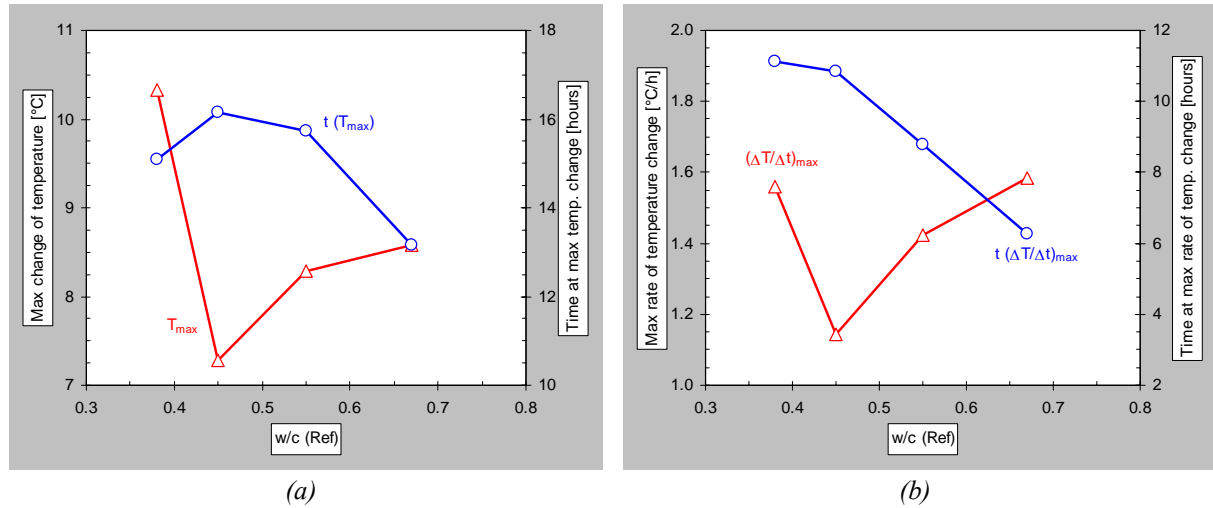 Max change of temperature [°C]
11
10
9
8
7
18
16
14
12
10
Time at max temp. change [hours]
t (Tmax)
Tmax
0.3 0.4 0.5 0.6 0.7 0.8
w/c (Ref)
(a)
Max rate of temperature change [°C/h]
2.0
1.8
1.6
1.4
1.2
1.0
12
10
8
6
4
2
Time at max rate of temp. change [hours]
(ΔT/Δt)max
t (ΔT/Δt)max
0.3 0.4 0.5 0.6 0.7 0.8
w/c (Ref)
(b)